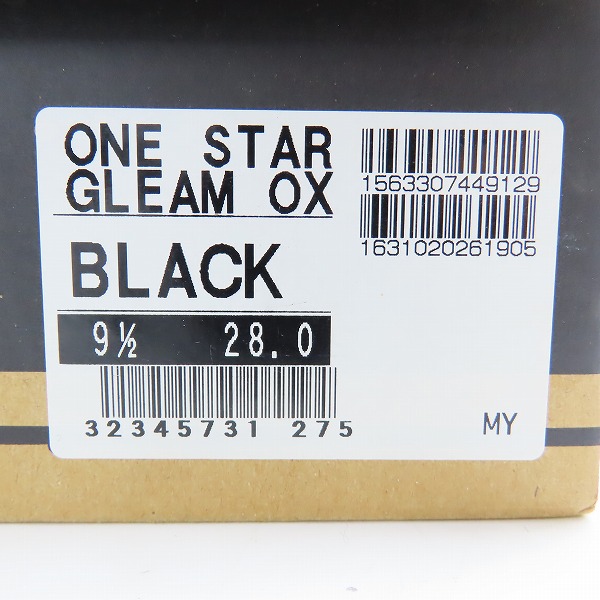 ONE STAR
GLEAM OX
BLACK
9½ 28.0
32345731 275
1563307449129
1631020261905
MY